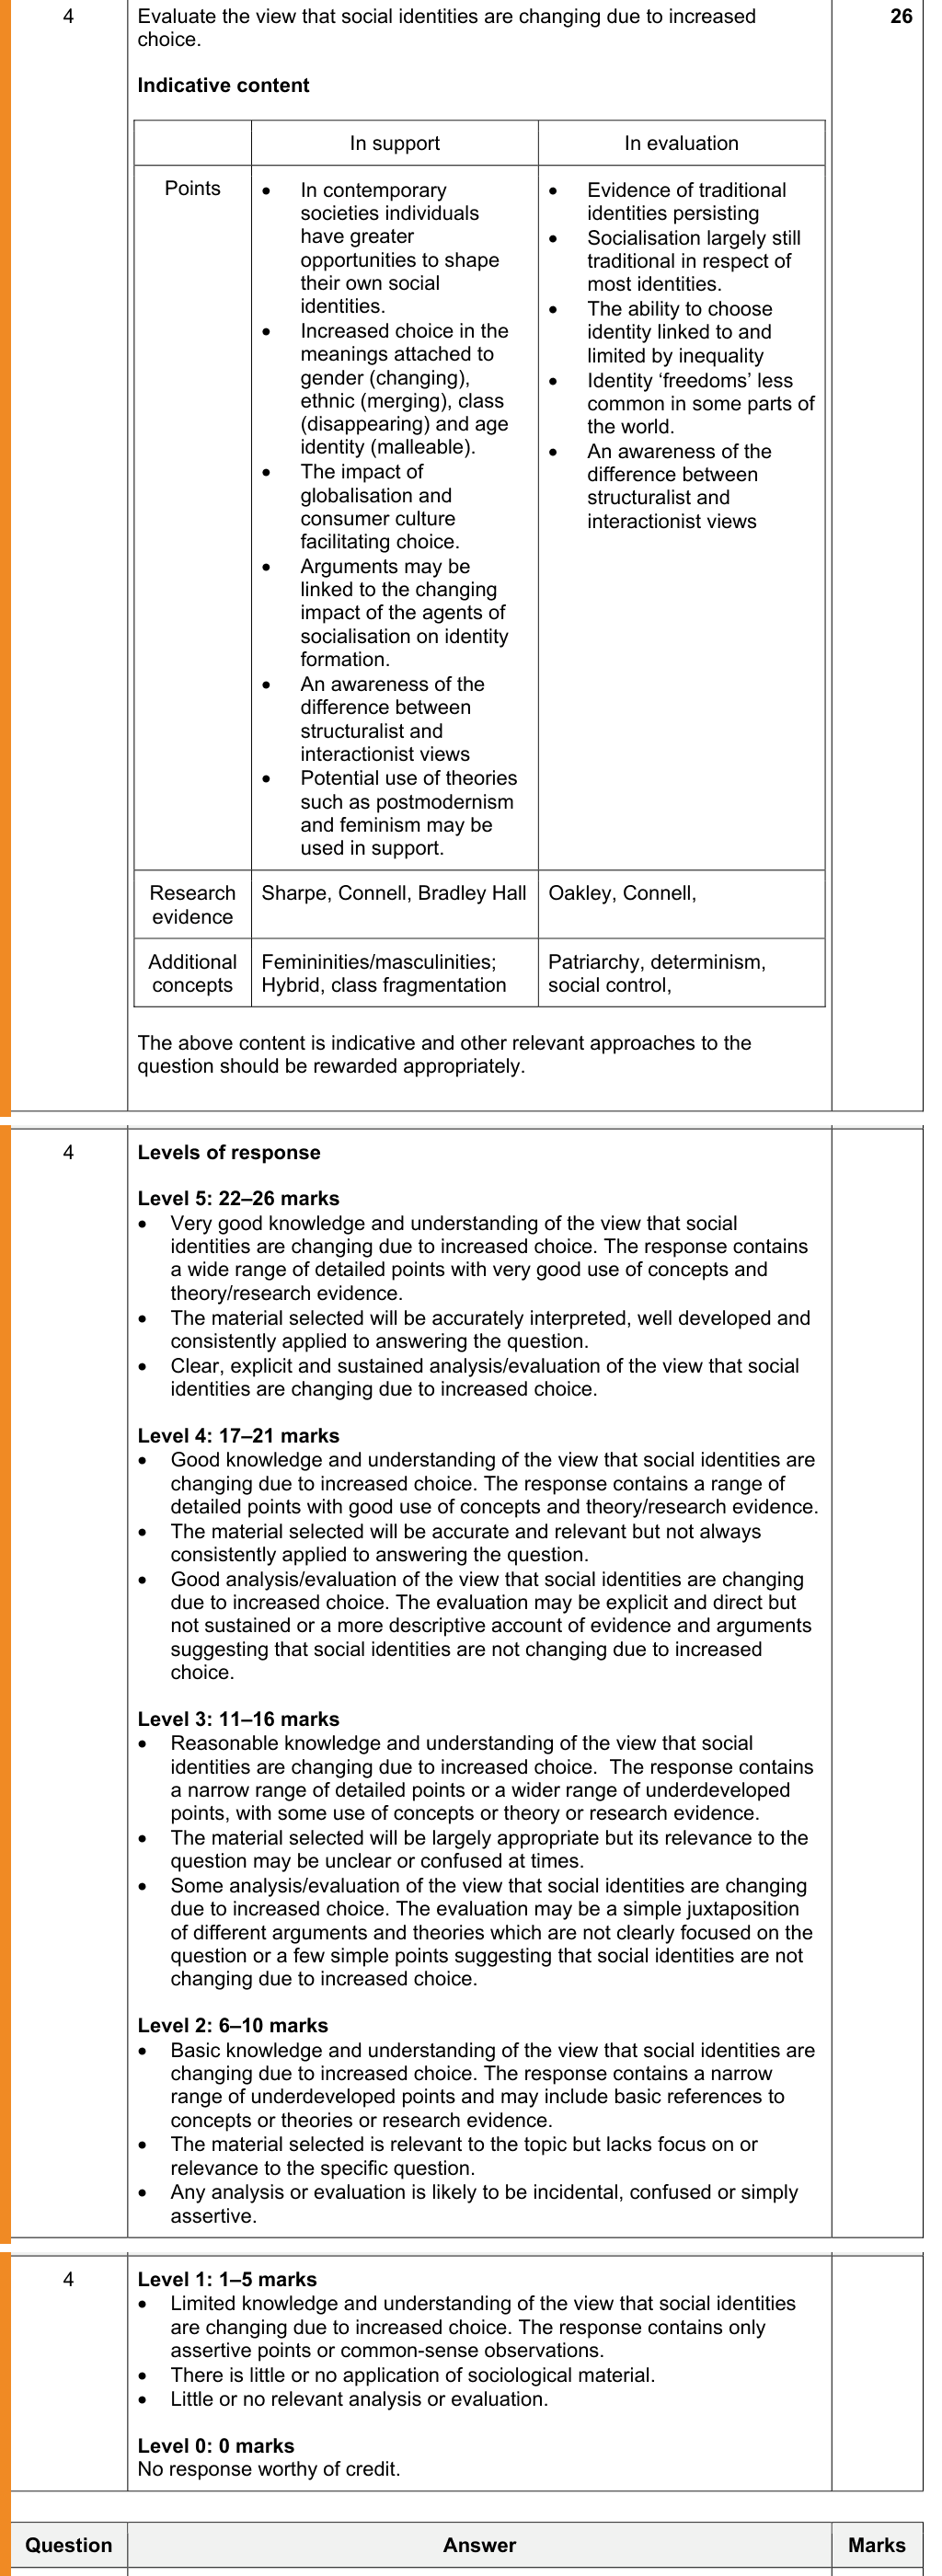 4 Evaluate the view that social identities are changing due to increased 26
choice.
Indicative content
In support In evaluation
Points
• In contemporary
societies individuals
have greater
opportunities to shape
their own social
identities.
• Increased choice in the
meanings attached to
gender (changing),
ethnic (merging), class
(disappearing) and age
identity (malleable).
• The impact of
globalisation and
consumer culture
facilitating choice.
• Arguments may be
linked to the changing
impact of the agents of
socialisation on identity
formation.
• An awareness of the
difference between
structuralist and
interactionist views
• Potential use of theories
such as postmodernism
and feminism may be
used in support.
• Evidence of traditional
identities persisting
• Socialisation largely still
traditional in respect of
most identities.
• The ability to choose
identity linked to and
limited by inequality
• Identity ‘freedoms’ less
common in some parts of
the world.
• An awareness of the
difference between
structuralist and
interactionist views
Research
evidence
Sharpe, Connell, Bradley Hall
Oakley, Connell,
Additional
concepts
Femininities/masculinities;
Hybrid, class fragmentation
Patriarchy, determinism,
social control,
The above content is indicative and other relevant approaches to the
question should be rewarded appropriately.
4 Levels of response
Level 5: 22–26 marks
• Very good knowledge and understanding of the view that social
identities are changing due to increased choice. The response contains
a wide range of detailed points with very good use of concepts and
theory/research evidence.
• The material selected will be accurately interpreted, well developed and
consistently applied to answering the question.
• Clear, explicit and sustained analysis/evaluation of the view that social
identities are changing due to increased choice.
Level 4: 17–21 marks
• Good knowledge and understanding of the view that social identities are
changing due to increased choice. The response contains a range of
detailed points with good use of concepts and theory/research evidence.
• The material selected will be accurate and relevant but not always
consistently applied to answering the question.
• Good analysis/evaluation of the view that social identities are changing
due to increased choice. The evaluation may be explicit and direct but
not sustained or a more descriptive account of evidence and arguments
suggesting that social identities are not changing due to increased
choice.
Level 3: 11–16 marks
• Reasonable knowledge and understanding of the view that social
identities are changing due to increased choice. The response contains
a narrow range of detailed points or a wider range of underdeveloped
points, with some use of concepts or theory or research evidence.
• The material selected will be largely appropriate but its relevance to the
question may be unclear or confused at times.
• Some analysis/evaluation of the view that social identities are changing
due to increased choice. The evaluation may be a simple juxtaposition
of different arguments and theories which are not clearly focused on the
question or a few simple points suggesting that social identities are not
changing due to increased choice.
Level 2: 6–10 marks
• Basic knowledge and understanding of the view that social identities are
changing due to increased choice. The response contains a narrow
range of underdeveloped points and may include basic references to
concepts or theories or research evidence.
• The material selected is relevant to the topic but lacks focus on or
relevance to the specific question.
• Any analysis or evaluation is likely to be incidental, confused or simply
assertive.
4 Level 1: 1–5 marks
• Limited knowledge and understanding of the view that social identities
are changing due to increased choice. The response contains only
assertive points or common-sense observations.
• There is little or no application of sociological material.
• Little or no relevant analysis or evaluation.
Level 0: 0 marks
No response worthy of credit.
Question Answer Marks